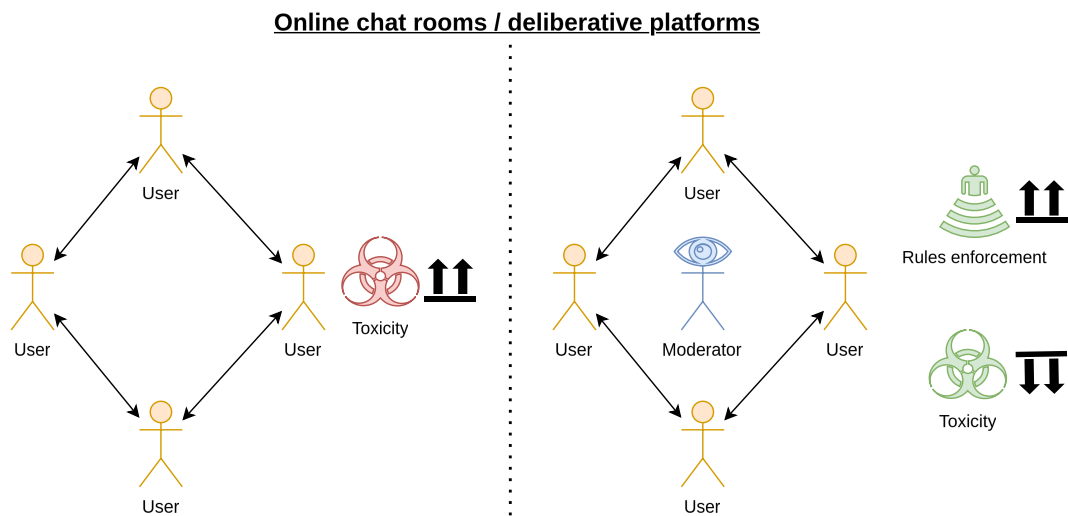 Online chat rooms / deliberative platforms
User
User
User
Toxicity
User
User
User
Moderator
User
User
Rules enforcement
Toxicity